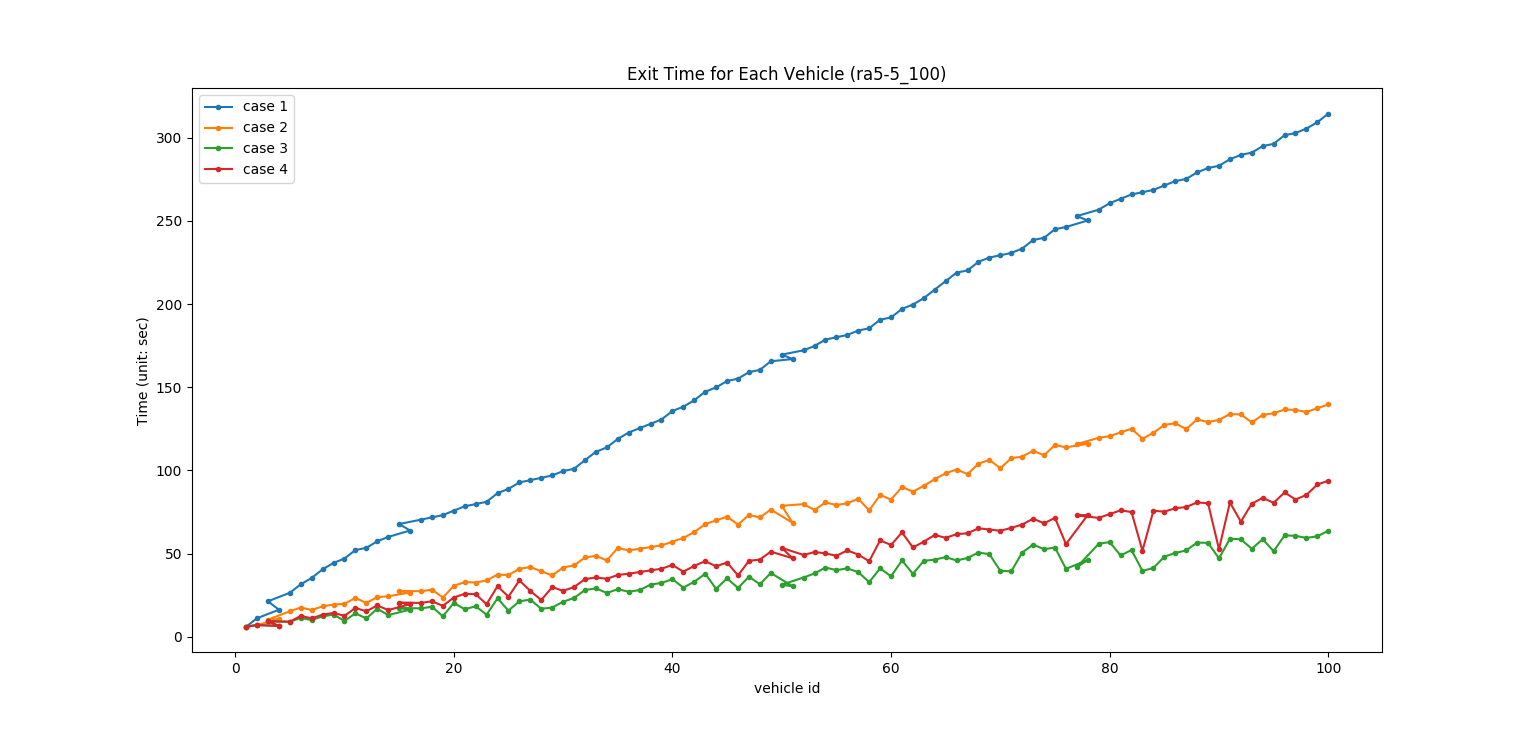 Exit Time for Each Vehicle (ra5-5_100)
case 1
case 2
case 3
case 4
Time (unit: sec)
300
250
200
150
100
50
0
0 20 40 60 80 100
vehicle id